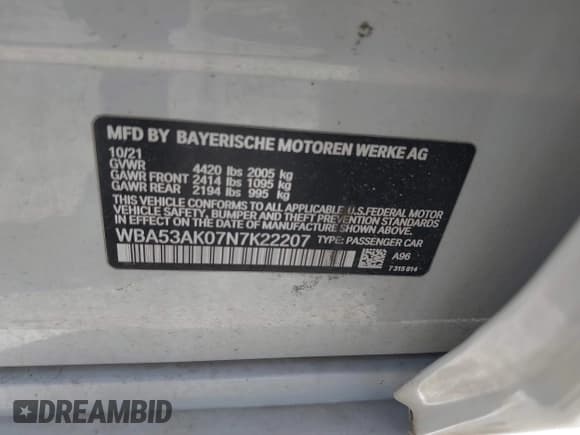 MFD BY BAYERISCHE MOTOREN WERKE AG
10/21
GVWR 4420 lbs 2005 kg
GAWR FRONT 2414 lbs 1095 kg
GAWR REAR 2194 lbs 995 kg
THIS VEHICLE CONFORMS TO ALL APPLICABLE U.S. FEDERAL MOTOR
VEHICLE SAFETY, BUMPER AND THEFT PREVENTION STANDARDS
IN EFFECT ON THE DATE OF MANUFACTURE SHOWN ABOVE.
WBA53AK07N7K22207 TYPE: PASSENGER CAR
A96
7 315 814
DREAMBID